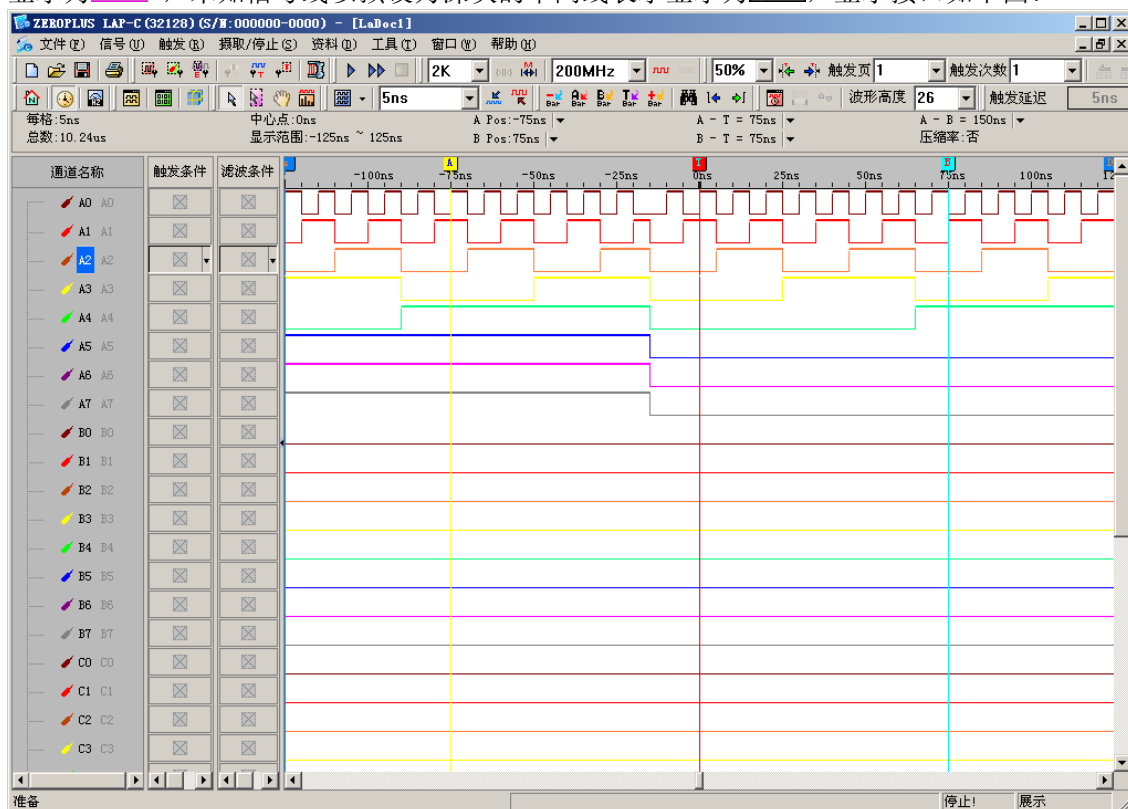 ZEROPLUS LAP-C(32128)(S/N:000000-0000) - [LaDoc1]
文件(F) 信号(U) 触发(R) 摄取/停止(S) 资料(D) 工具(T) 窗口(W) 帮助(H)
2K 200MHz 50% 触发页 1 触发次数 1
5ns 波形高度 26 触发延迟 5ns
每格:5ns 中心点:0ns A Pos:-75ns A - T = 75ns A - B = 150ns
总数:10.24us 显示范围:-125ns ~ 125ns B Pos:75ns B - T = 75ns 压缩率:否
通道名称 触发条件 滤波条件 A T B
-100ns -75ns -50ns -25ns 0ns 25ns 50ns 75ns 100ns
A0 A0
A1 A1
A2 A2
A3 A3
A4 A4
A5 A5
A6 A6
A7 A7
B0 B0
B1 B1
B2 B2
B3 B3
B4 B4
B5 B5
B6 B6
B7 B7
C0 C0
C1 C1
C2 C2
C3 C3
准备 停止! 展示